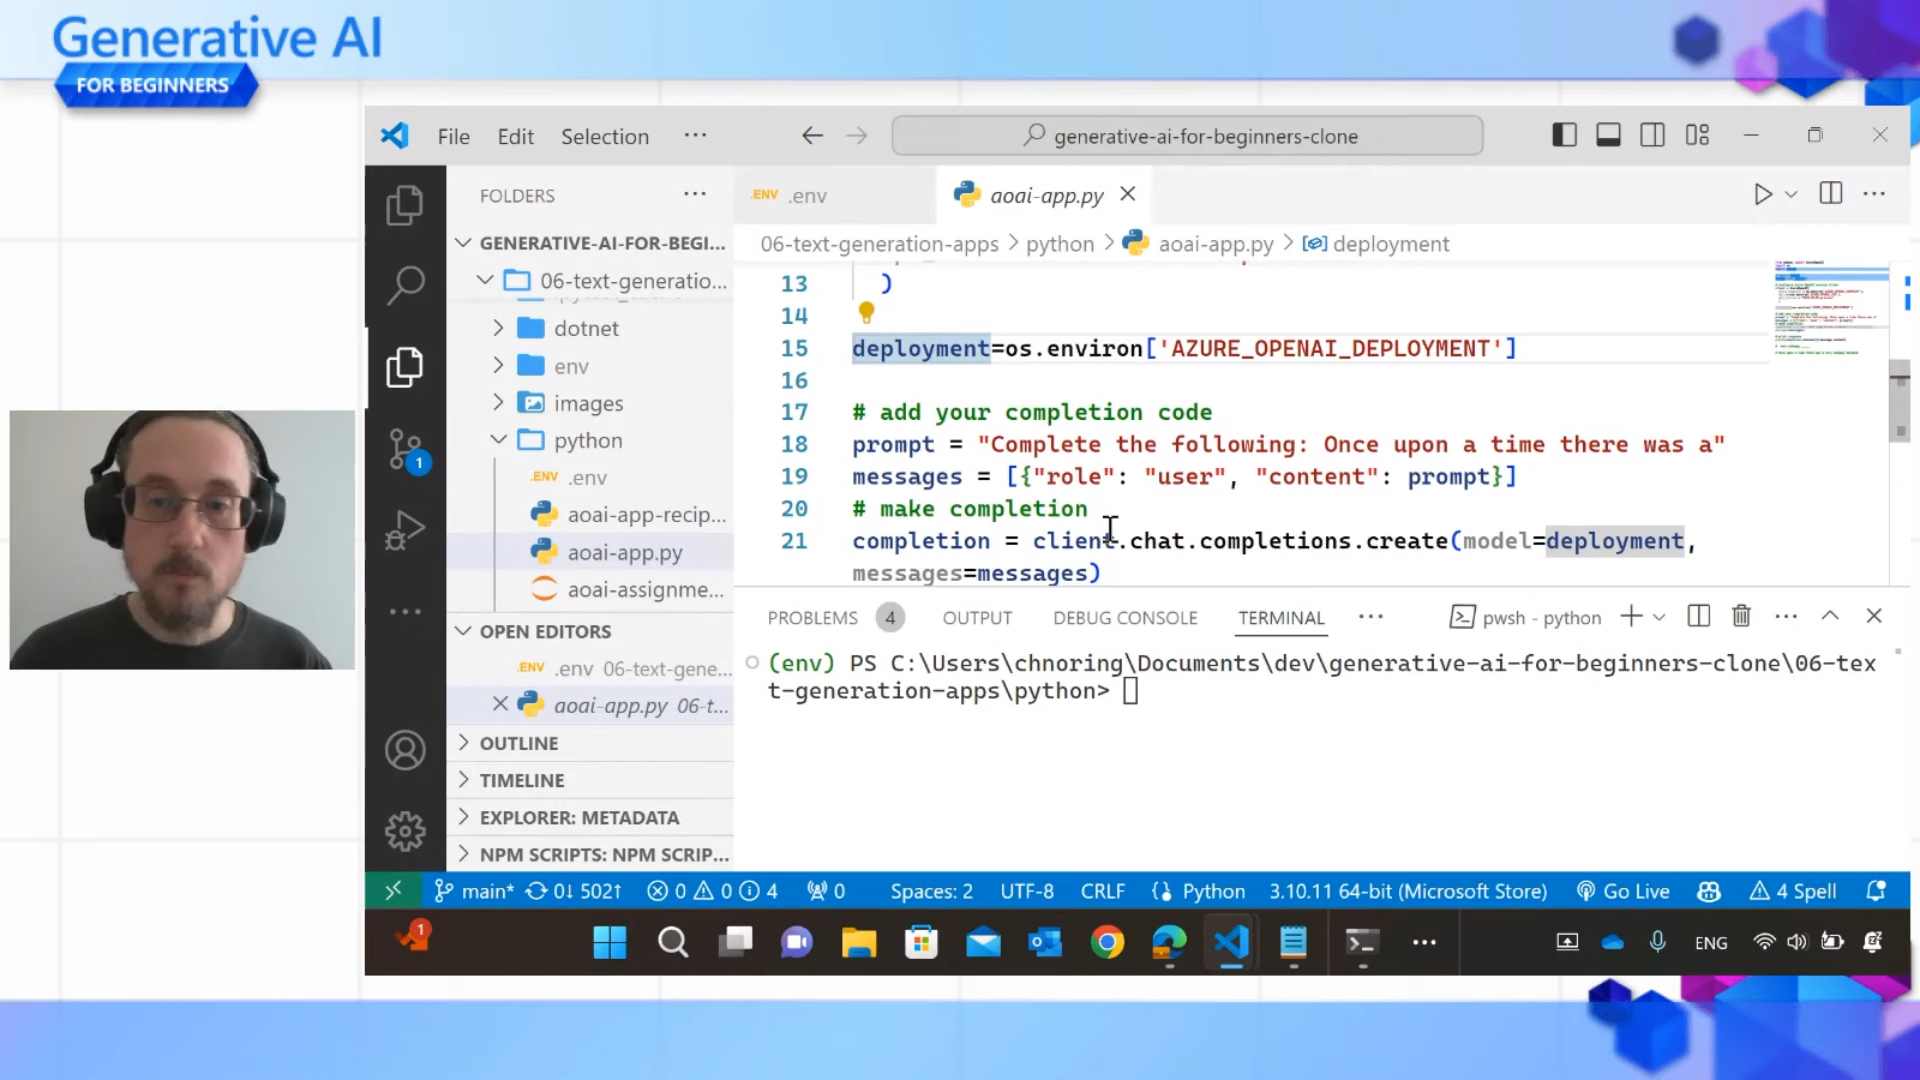 Generative AI
FOR BEGINNERS
File Edit Selection ···
generative-ai-for-beginners-clone
FOLDERS
.ENV .env
aoai-app.py
GENERATIVE-AI-FOR-BEGI...
06-text-generation-apps > python > aoai-app.py > deployment
06-text-generatio...
dotnet
env
images
python
.ENV .env
aoai-app-recip...
aoai-app.py
aoai-assignme...
OPEN EDITORS
.ENV .env 06-text-gene...
aoai-app.py 06-t...
OUTLINE
TIMELINE
EXPLORER: METADATA
NPM SCRIPTS: NPM SCRIP...
13 )
14
15 deployment=os.environ['AZURE_OPENAI_DEPLOYMENT']
16
17 # add your completion code
18 prompt = "Complete the following: Once upon a time there was a"
19 messages = [{"role": "user", "content": prompt}]
20 # make completion
21 completion = client.chat.completions.create(model=deployment,
messages=messages)
PROBLEMS 4 OUTPUT DEBUG CONSOLE TERMINAL ··· pwsh - python
(env) PS C:\Users\chnoring\Documents\dev\generative-ai-for-beginners-clone\06-tex
t-generation-apps\python>
1
main* 0↓ 502↑ 0 0 4 0 Spaces: 2 UTF-8 CRLF Python 3.10.11 64-bit (Microsoft Store) Go Live 4 Spell
1
ENG